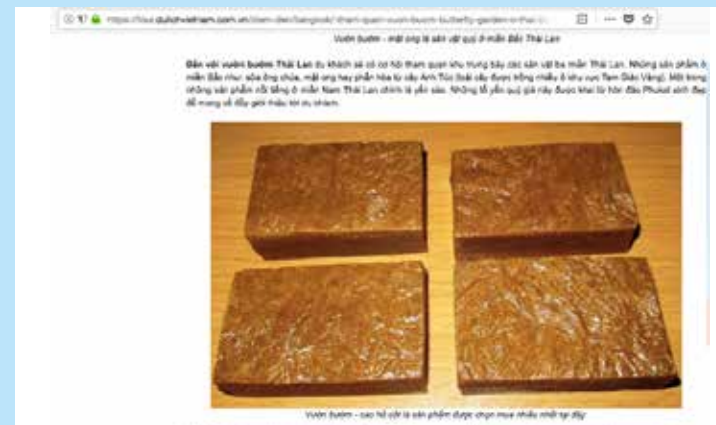 Vườn bướm - mật ong là sản vật quý ở miền Bắc Thái Lan
Đến với vườn bướm Thái Lan du khách sẽ có cơ hội tham quan khu trưng bày các sản vật ba miền Thái Lan. Những sản phẩm ở
miền Bắc như: sữa ong chúa, mật ong hay phấn hoa từ cây Anh Túc (loài cây được trồng nhiều ở khu vực Tam Giác Vàng). Một trong
những sản phẩm nổi tiếng ở miền Nam Thái Lan chính là yến sào. Những tổ yến quý giá này được khai từ hòn đảo Phuket xinh đẹp
để mang về đây giới thiệu tới du khách.
Vườn bướm - cao hổ cốt là sản phẩm được chọn mua nhiều nhất tại đây